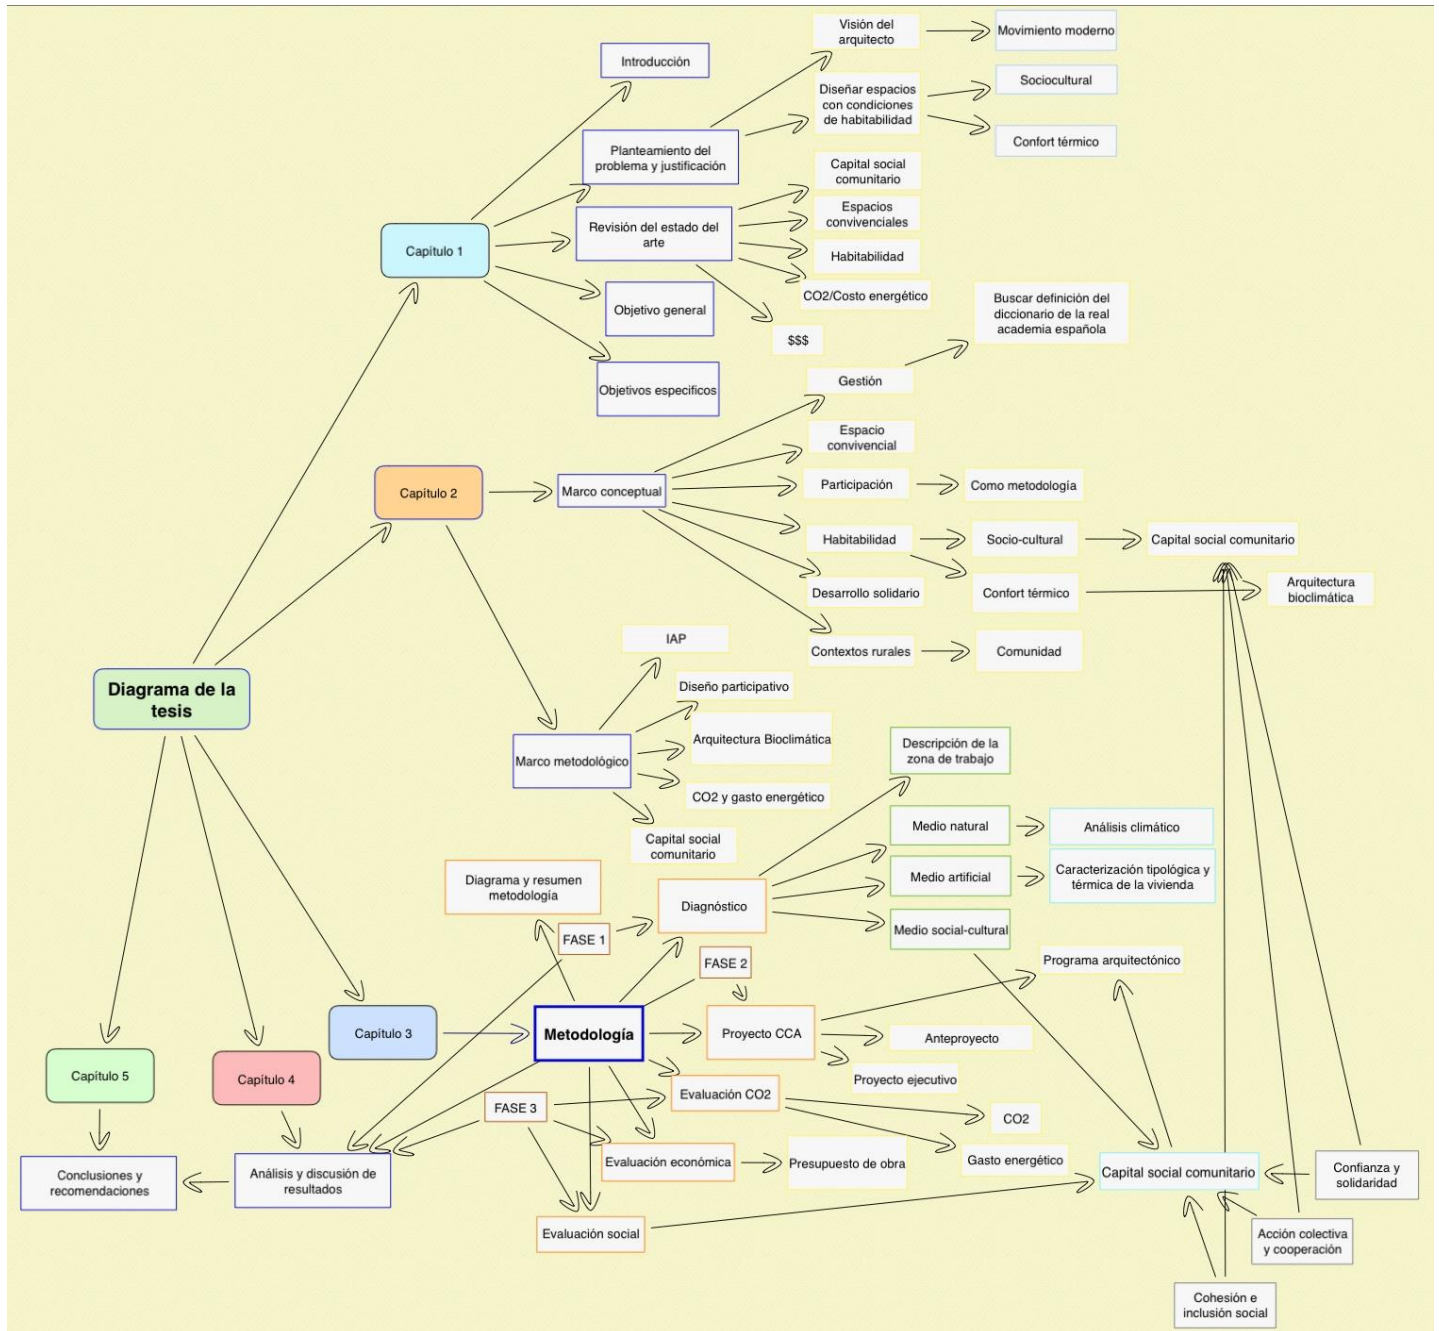 Visión del
arquitecto
Movimiento moderno
Introducción
Diseñar espacios
con condiciones
de habitabilidad
Sociocultural
Confort térmico
Planteamiento del
problema y justificación
Capital social
comunitario
Espacios
convivenciales
Revisión del estado del
arte
Habitabilidad
CO2/Costo energético
$$$
Capítulo 1
Objetivo general
Objetivos especificos
Buscar definición del
diccionario de la real
academia española
Gestión
Espacio
convivencial
Capítulo 2
Marco conceptual
Participación
Como metodología
Habitabilidad
Socio-cultural
Capital social comunitario
Desarrollo solidario
Confort térmico
Arquitectura
bioclimática
Contextos rurales
Comunidad
IAP
Diagrama de la
tesis
Diseño participativo
Marco metodológico
Arquitectura Bioclimática
CO2 y gasto energético
Capital social
comunitario
Descripción de la
zona de trabajo
Medio natural
Análisis climático
Diagrama y resumen
metodología
Diagnóstico
Medio artificial
Caracterización tipológica y
térmica de la vivienda
FASE 1
Medio social-cultural
FASE 2
Programa arquitectónico
Capítulo 3
Metodología
Proyecto CCA
Anteproyecto
Proyecto ejecutivo
Capítulo 5
Capítulo 4
FASE 3
Evaluación CO2
CO2
Gasto energético
Conclusiones y
recomendaciones
Análisis y discusión de
resultados
Evaluación económica
Presupuesto de obra
Capital social comunitario
Confianza y
solidaridad
Evaluación social
Acción colectiva
y cooperación
Cohesión e
inclusión social